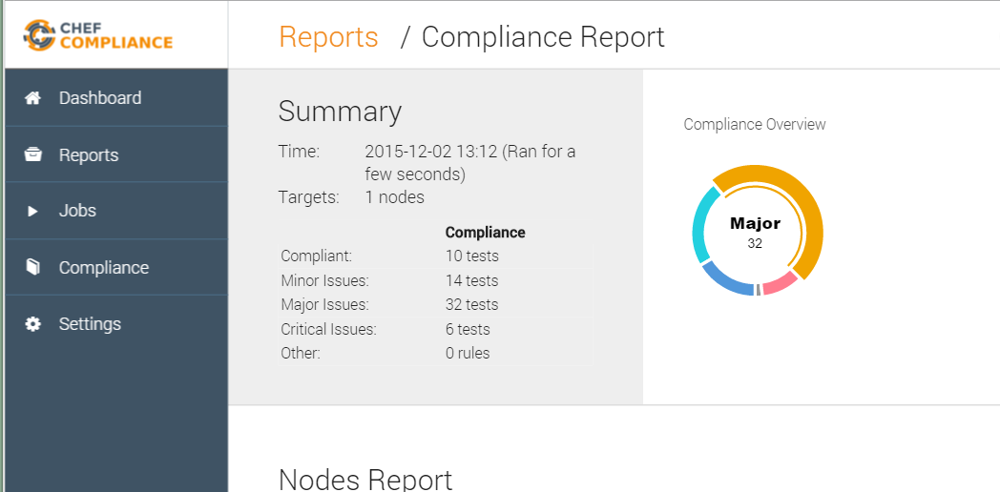 CHEF
COMPLIANCE
Reports / Compliance Report
Dashboard
Reports
Jobs
Compliance
Settings
Summary
Time: 2015-12-02 13:12 (Ran for a
few seconds)
Targets: 1 nodes
Compliance
Compliant: 10 tests
Minor Issues: 14 tests
Major Issues: 32 tests
Critical Issues: 6 tests
Other: 0 rules
Compliance Overview
Major
32
Nodes Report